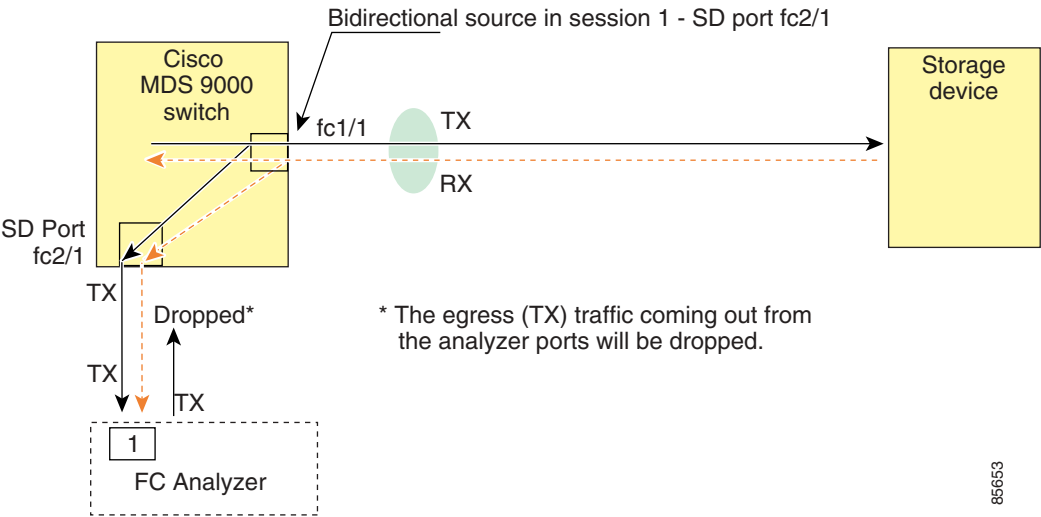 Bidirectional source in session 1 - SD port fc2/1
Cisco
MDS 9000
switch
Storage
device
fc1/1
TX
RX
SD Port
fc2/1
TX
Dropped*
* The egress (TX) traffic coming out from
the analyzer ports will be dropped.
TX
TX
1
FC Analyzer
85653